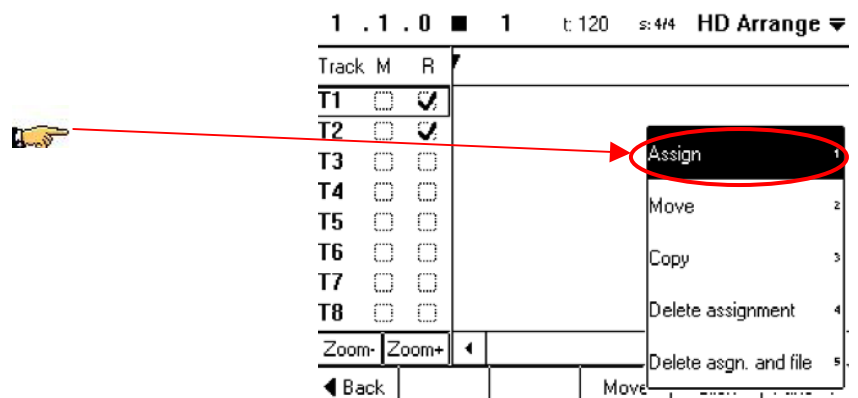 1 .1 .0 ■ 1 t: 120 s: 4/4 HD Arrange
Track M R
T1
T2
Assign 1
T3
T4
Move 2
T5
T6
Copy 3
T7
T8
Delete assignment 4
Zoom- Zoom+
Delete asgn. and file 5
Back Move